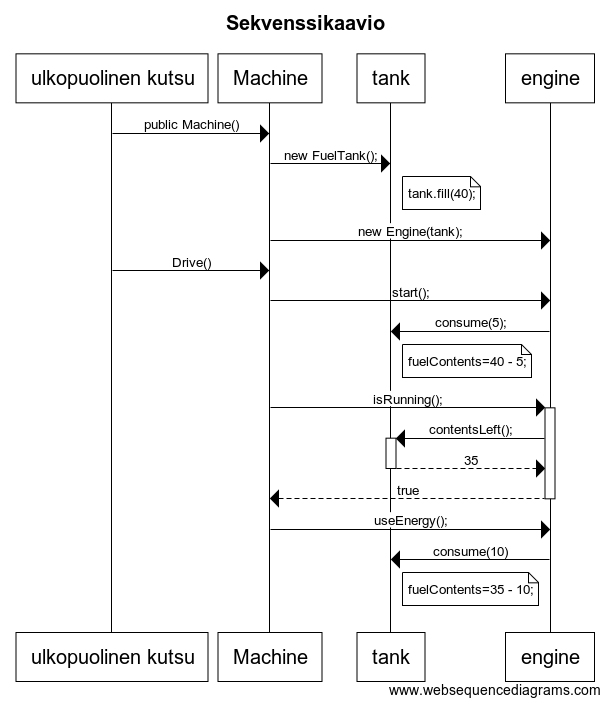 Sekvenssikaavio
ulkopuolinen kutsu
Machine
tank
engine
public Machine()
new FuelTank();
tank.fill(40);
new Engine(tank);
Drive()
start();
consume(5);
fuelContents=40 - 5;
isRunning();
contentsLeft();
35
true
useEnergy();
consume(10)
fuelContents=35 - 10;
ulkopuolinen kutsu
Machine
tank
engine
www.websequencediagrams.com